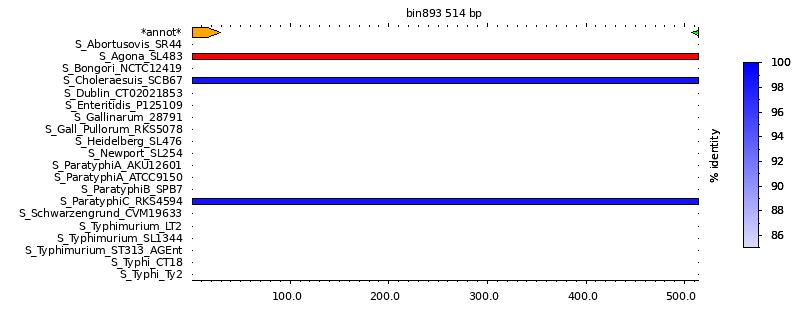 bin893 514 bp
*annot*
S_Abortusovis_SR44
S_Agona_SL483
S_Bongori_NCTC12419
S_Choleraesuis_SCB67
S_Dublin_CT02021853
S_Enteritidis_P125109
S_Gallinarum_28791
S_Gall_Pullorum_RKS5078
S_Heidelberg_SL476
S_Newport_SL254
S_ParatyphiA_AKU12601
S_ParatyphiA_ATCC9150
S_ParatyphiB_SPB7
S_ParatyphiC_RKS4594
S_Schwarzengrund_CVM19633
S_Typhimurium_LT2
S_Typhimurium_SL1344
S_Typhimurium_ST313_AGEnt
S_Typhi_CT18
S_Typhi_Ty2
100.0 200.0 300.0 400.0 500.0
% identity
100
98
96
94
92
90
88
86